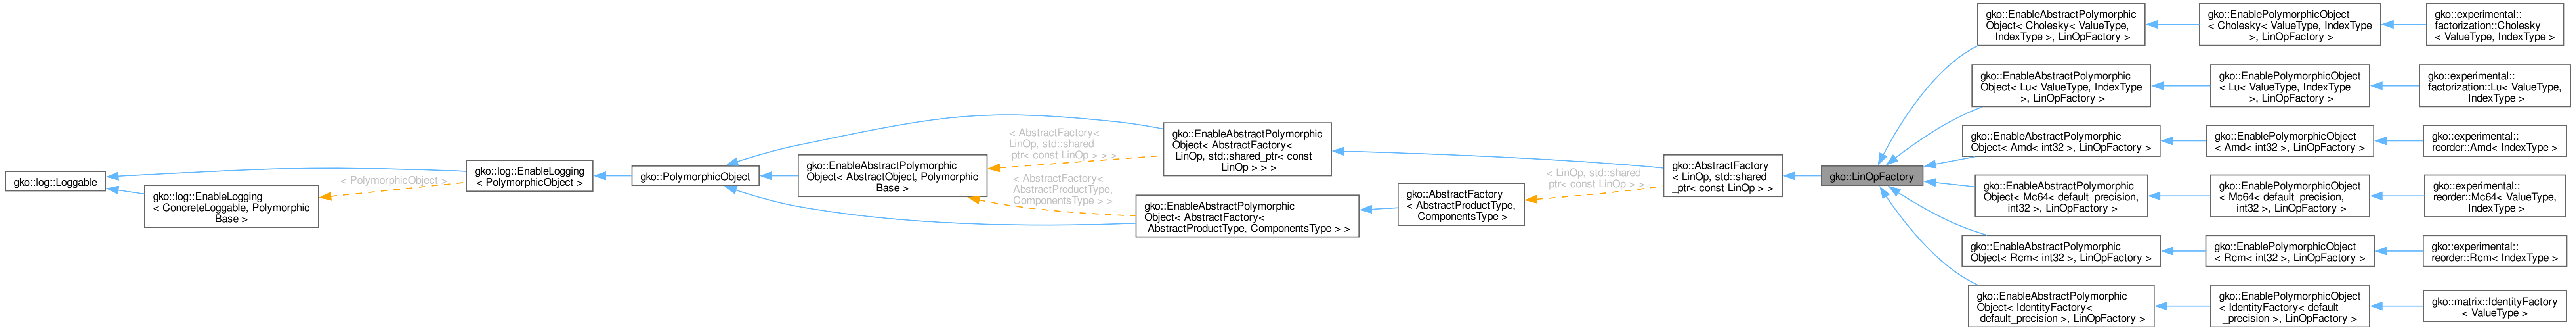 gko::log::Loggable
gko::log::EnableLogging
< ConcreteLoggable, Polymorphic
Base >
< PolymorphicObject >
gko::log::EnableLogging
< PolymorphicObject >
gko::PolymorphicObject
gko::EnableAbstractPolymorphic
Object< AbstractObject, Polymorphic
Base >
< AbstractFactory<
LinOp, std::shared
_ptr< const LinOp > > >
< AbstractFactory<
AbstractProductType,
ComponentsType > >
gko::EnableAbstractPolymorphic
Object< AbstractFactory<
LinOp, std::shared_ptr< const
LinOp > > >
gko::EnableAbstractPolymorphic
Object< AbstractFactory<
AbstractProductType, ComponentsType > >
gko::AbstractFactory
< AbstractProductType,
ComponentsType >
< LinOp, std::shared
_ptr< const LinOp > >
gko::AbstractFactory
< LinOp, std::shared
_ptr< const LinOp > >
gko::LinOpFactory
gko::EnableAbstractPolymorphic
Object< Cholesky< ValueType,
IndexType >, LinOpFactory >
gko::EnablePolymorphicObject
< Cholesky< ValueType, IndexType
>, LinOpFactory >
gko::experimental::
factorization::Cholesky
< ValueType, IndexType >
gko::EnableAbstractPolymorphic
Object< Lu< ValueType, IndexType
>, LinOpFactory >
gko::EnablePolymorphicObject
< Lu< ValueType, IndexType
>, LinOpFactory >
gko::experimental::
factorization::Lu< ValueType,
IndexType >
gko::EnableAbstractPolymorphic
Object< Amd< int32 >, LinOpFactory >
gko::EnablePolymorphicObject
< Amd< int32 >, LinOpFactory >
gko::experimental::
reorder::Amd< IndexType >
gko::EnableAbstractPolymorphic
Object< Mc64< default_precision,
int32 >, LinOpFactory >
gko::EnablePolymorphicObject
< Mc64< default_precision,
int32 >, LinOpFactory >
gko::experimental::
reorder::Mc64< ValueType,
IndexType >
gko::EnableAbstractPolymorphic
Object< Rcm< int32 >, LinOpFactory >
gko::EnablePolymorphicObject
< Rcm< int32 >, LinOpFactory >
gko::experimental::
reorder::Rcm< IndexType >
gko::EnableAbstractPolymorphic
Object< IdentityFactory<
default_precision >, LinOpFactory >
gko::EnablePolymorphicObject
< IdentityFactory< default
_precision >, LinOpFactory >
gko::matrix::IdentityFactory
< ValueType >